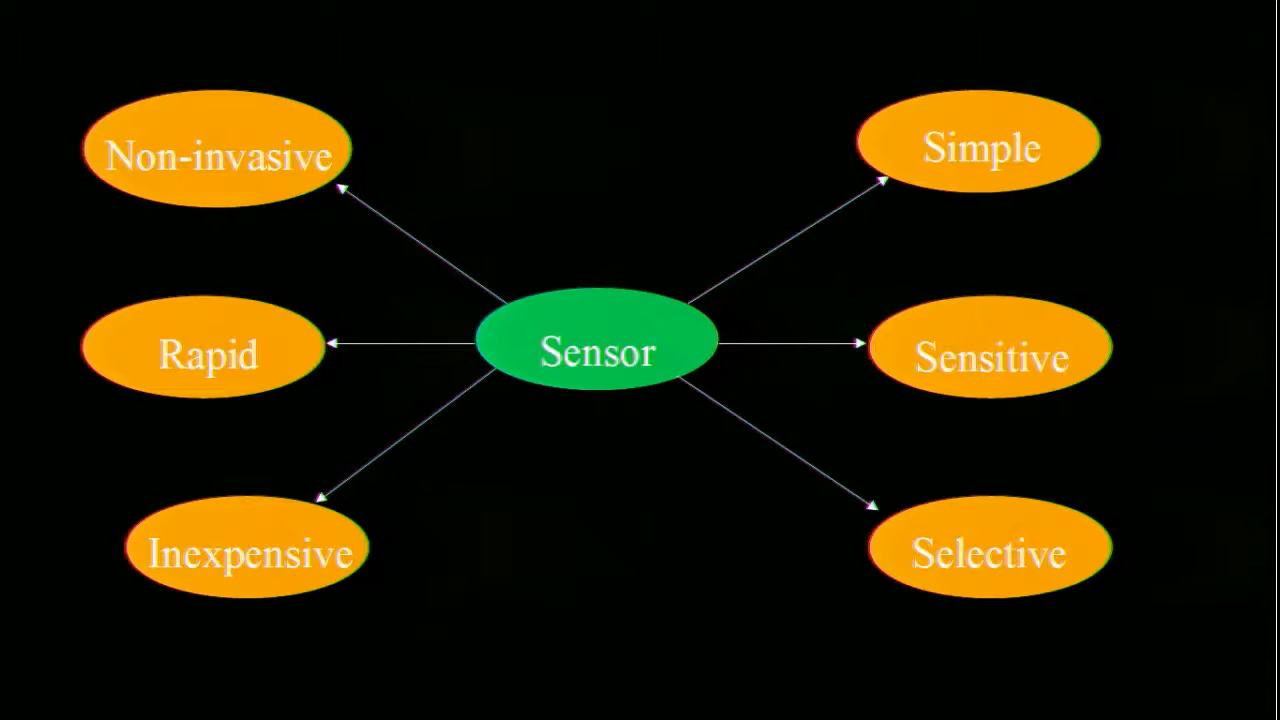 Non-invasive
Simple
Rapid
Sensor
Sensitive
Inexpensive
Selective